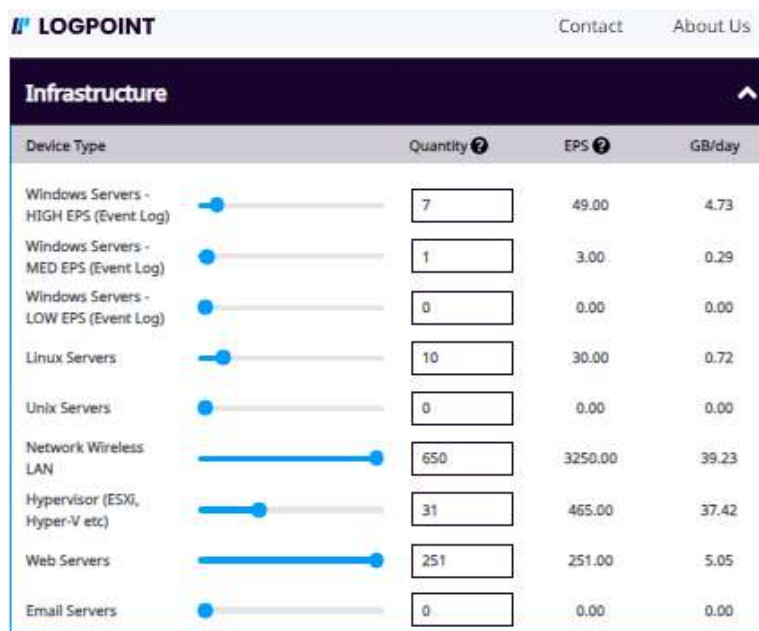 LOGPOINT Contact About Us
Infrastructure
Device Type Quantity ? EPS ? GB/day
Windows Servers -
HIGH EPS (Event Log) 7 49.00 4.73
Windows Servers -
MED EPS (Event Log) 1 3.00 0.29
Windows Servers -
LOW EPS (Event Log) 0 0.00 0.00
Linux Servers 10 30.00 0.72
Unix Servers 0 0.00 0.00
Network Wireless
LAN 650 3250.00 39.23
Hypervisor (ESXi,
Hyper-V etc) 31 465.00 37.42
Web Servers 251 251.00 5.05
Email Servers 0 0.00 0.00